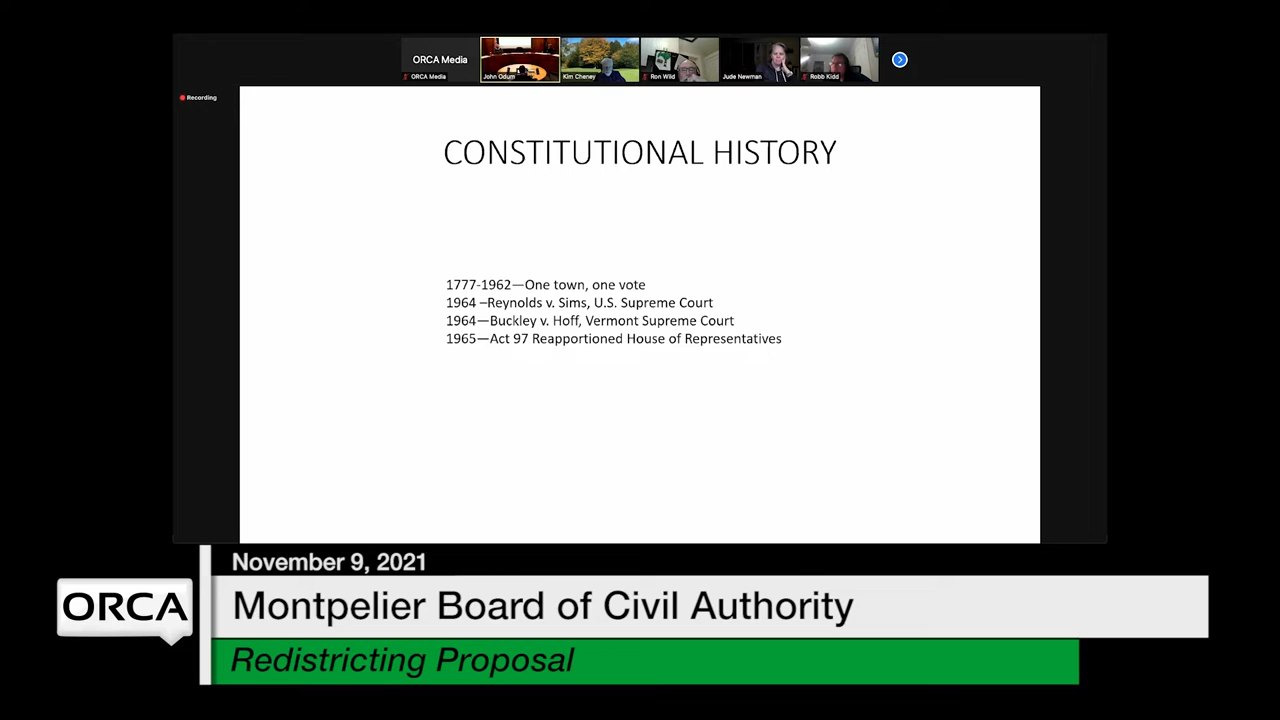 ORCA Media
ORCA Media
John Odum
Kim Cheney
Ron Wild
Jude Newman
Robb Kidd
Recording
CONSTITUTIONAL HISTORY
1777-1962—One town, one vote
1964 –Reynolds v. Sims, U.S. Supreme Court
1964—Buckley v. Hoff, Vermont Supreme Court
1965—Act 97 Reapportioned House of Representatives
November 9, 2021
ORCA
Montpelier Board of Civil Authority
Redistricting Proposal